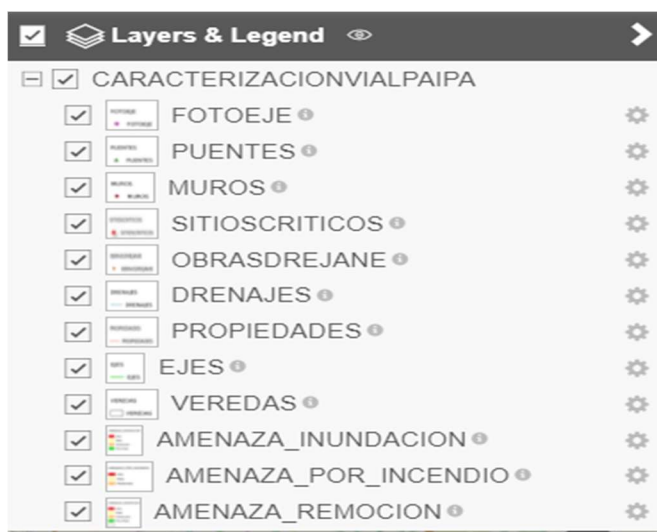 Layers & Legend
CARACTERIZACIONVIALPAIPA
FOTOEJE
PUENTES
MUROS
SITIOSCRITICOS
OBRASDREJANE
DRENAJES
PROPIEDADES
EJES
VEREDAS
AMENAZA_INUNDACION
AMENAZA_POR_INCENDIO
AMENAZA_REMOCION